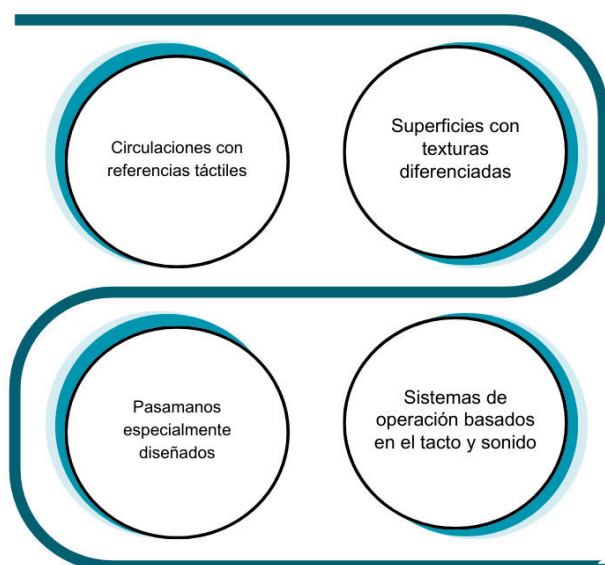 Circulaciones con
referencias táctiles
Superficies con
texturas
diferenciadas
Pasamanos
especialmente
diseñados
Sistemas de
operación basados
en el tacto y sonido